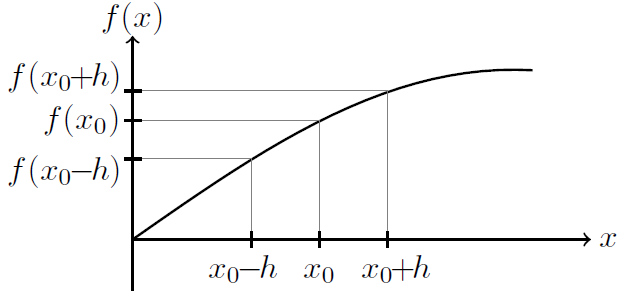 f(x)
f(x₀+h)
f(x₀)
f(x₀−h)
x
x₀−h x₀ x₀+h